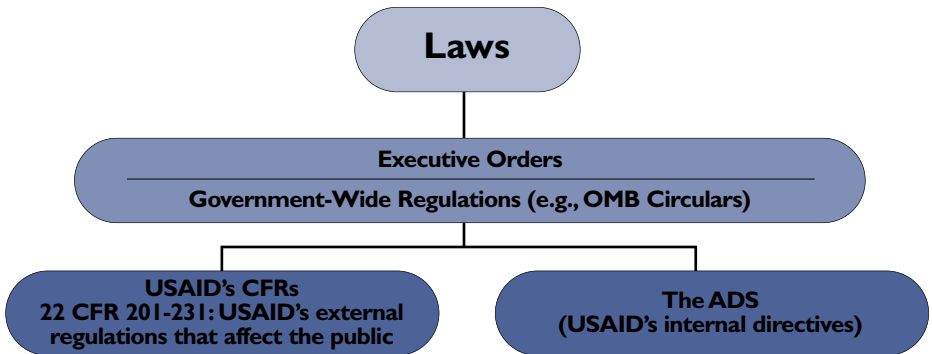 Laws
Executive Orders
Government-Wide Regulations (e.g., OMB Circulars)
USAID’s CFRs
22 CFR 201-231: USAID’s external
regulations that affect the public
The ADS
(USAID’s internal directives)